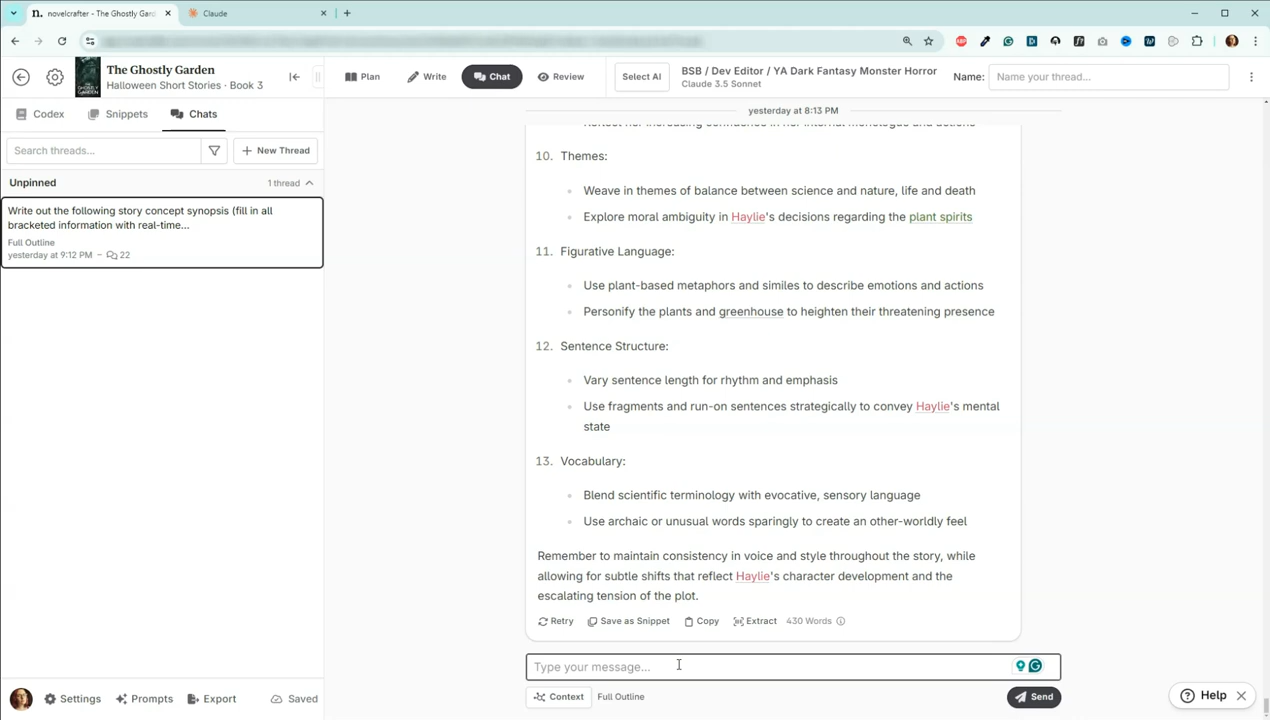 n. novelcrafter - The Ghostly Gard
Claude
The Ghostly Garden
Halloween Short Stories · Book 3
Plan
Write
Chat
Review
Select AI
BSB / Dev Editor / YA Dark Fantasy Monster Horror
Claude 3.5 Sonnet
Name:
Name your thread...
Codex
Snippets
Chats
Search threads...
+ New Thread
Unpinned
1 thread
Write out the following story concept synopsis (fill in all
bracketed information with real-time...
Full Outline
yesterday at 9:12 PM – 22
yesterday at 8:13 PM
Reflect her increasing confidence in her internal monologue and actions
10. Themes:
Weave in themes of balance between science and nature, life and death
Explore moral ambiguity in Haylie's decisions regarding the plant spirits
11. Figurative Language:
Use plant-based metaphors and similes to describe emotions and actions
Personify the plants and greenhouse to heighten their threatening presence
12. Sentence Structure:
Vary sentence length for rhythm and emphasis
Use fragments and run-on sentences strategically to convey Haylie's mental
state
13. Vocabulary:
Blend scientific terminology with evocative, sensory language
Use archaic or unusual words sparingly to create an other-worldly feel
Remember to maintain consistency in voice and style throughout the story, while
allowing for subtle shifts that reflect Haylie's character development and the
escalating tension of the plot.
Retry
Save as Snippet
Copy
Extract
430 Words
Type your message...
Context
Full Outline
Send
Settings
Prompts
Export
Saved
Help